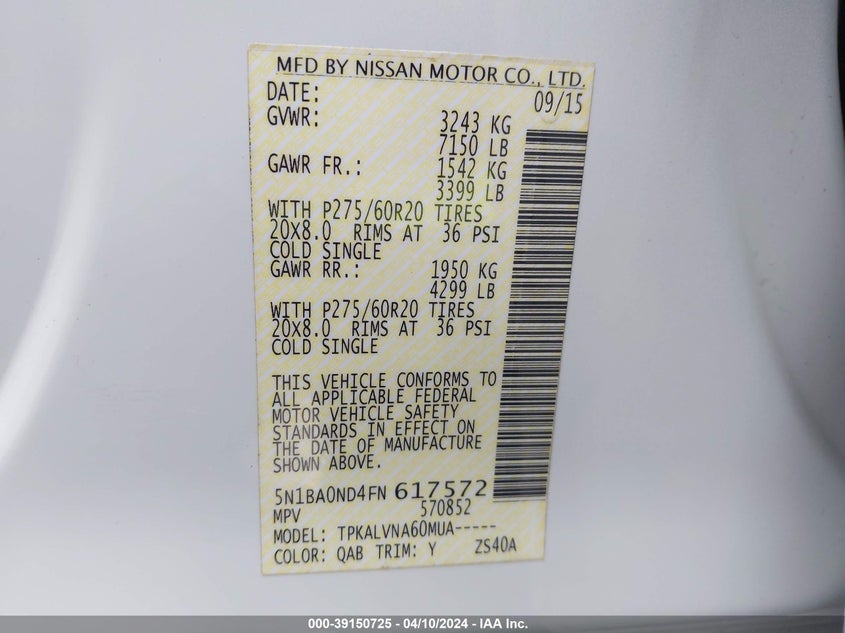 MFD BY NISSAN MOTOR CO., LTD.
DATE: 09/15
GVWR: 3243 KG
7150 LB
GAWR FR.: 1542 KG
3399 LB
WITH P275/60R20 TIRES
20X8.0 RIMS AT 36 PSI
COLD SINGLE
GAWR RR.: 1950 KG
4299 LB
WITH P275/60R20 TIRES
20X8.0 RIMS AT 36 PSI
COLD SINGLE
THIS VEHICLE CONFORMS TO
ALL APPLICABLE FEDERAL
MOTOR VEHICLE SAFETY
STANDARDS IN EFFECT ON
THE DATE OF MANUFACTURE
SHOWN ABOVE.
5N1BA0ND4FN 617572
MPV 570852
MODEL: TPKALVNA60MUA-----
COLOR: QAB TRIM: Y ZS40A
000-39150725 - 04/10/2024 - IAA Inc.